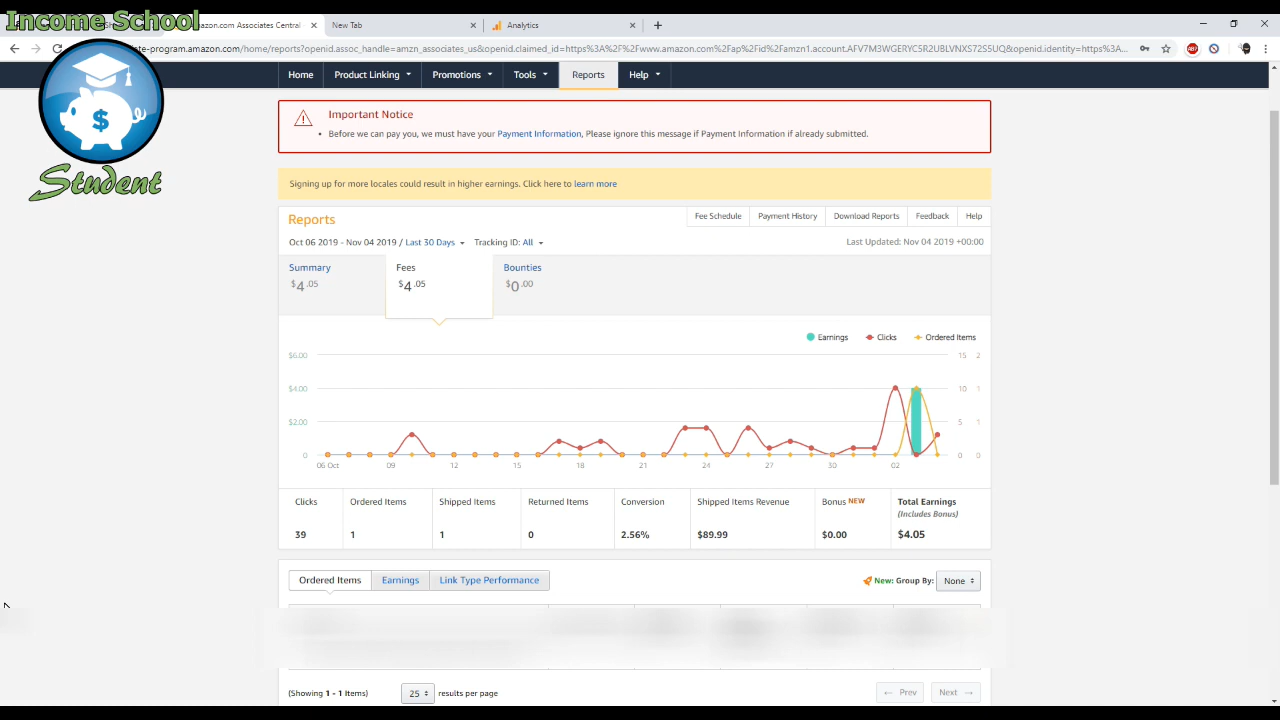 Income School
Student
zon.com Associates Central
New Tab
Analytics
ate-program.amazon.com/home/reports?openid.assoc_handle=amzn_associates_us&openid.claimed_id=https%3A%2F%2Fwww.amazon.com%2Fap%2Fid%2Famzn1.account.AFV7M3WGERYC5R2UBLVNXS72S5UQ&openid.identity=https%3A...
Home
Product Linking
Promotions
Tools
Reports
Help
Important Notice
• Before we can pay you, we must have your Payment Information, Please ignore this message if Payment Information if already submitted.
Signing up for more locales could result in higher earnings. Click here to learn more
Reports
Fee Schedule
Payment History
Download Reports
Feedback
Help
Oct 06 2019 - Nov 04 2019 / Last 30 Days Tracking ID: All
Last Updated: Nov 04 2019 +00:00
Summary
$4.05
Fees
$4.05
Bounties
$0.00
Earnings Clicks Ordered Items
$6.00 15 2
$4.00 10 1
$2.00 5 1
0 0 0
06 Oct 09 12 15 18 21 24 27 30 02
Clicks Ordered Items Shipped Items Returned Items Conversion Shipped Items Revenue Bonus NEW Total Earnings
(Includes Bonus)
39 1 1 0 2.56% $89.99 $0.00 $4.05
Ordered Items Earnings Link Type Performance
New: Group By: None
(Showing 1 - 1 Items) 25 results per page
← Prev Next →